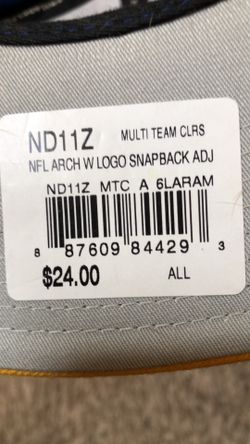 ND11Z MULTI TEAM CLRS
NFL ARCH W LOGO SNAPBACK ADJ
ND11Z MTC A 6LARAM
8 87609 84429 3
$24.00 ALL